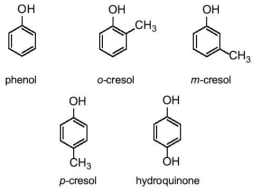 OH
phenol
OH
CH3
o-cresol
OH
CH3
m-cresol
OH
CH3
p-cresol
OH
OH
hydroquinone